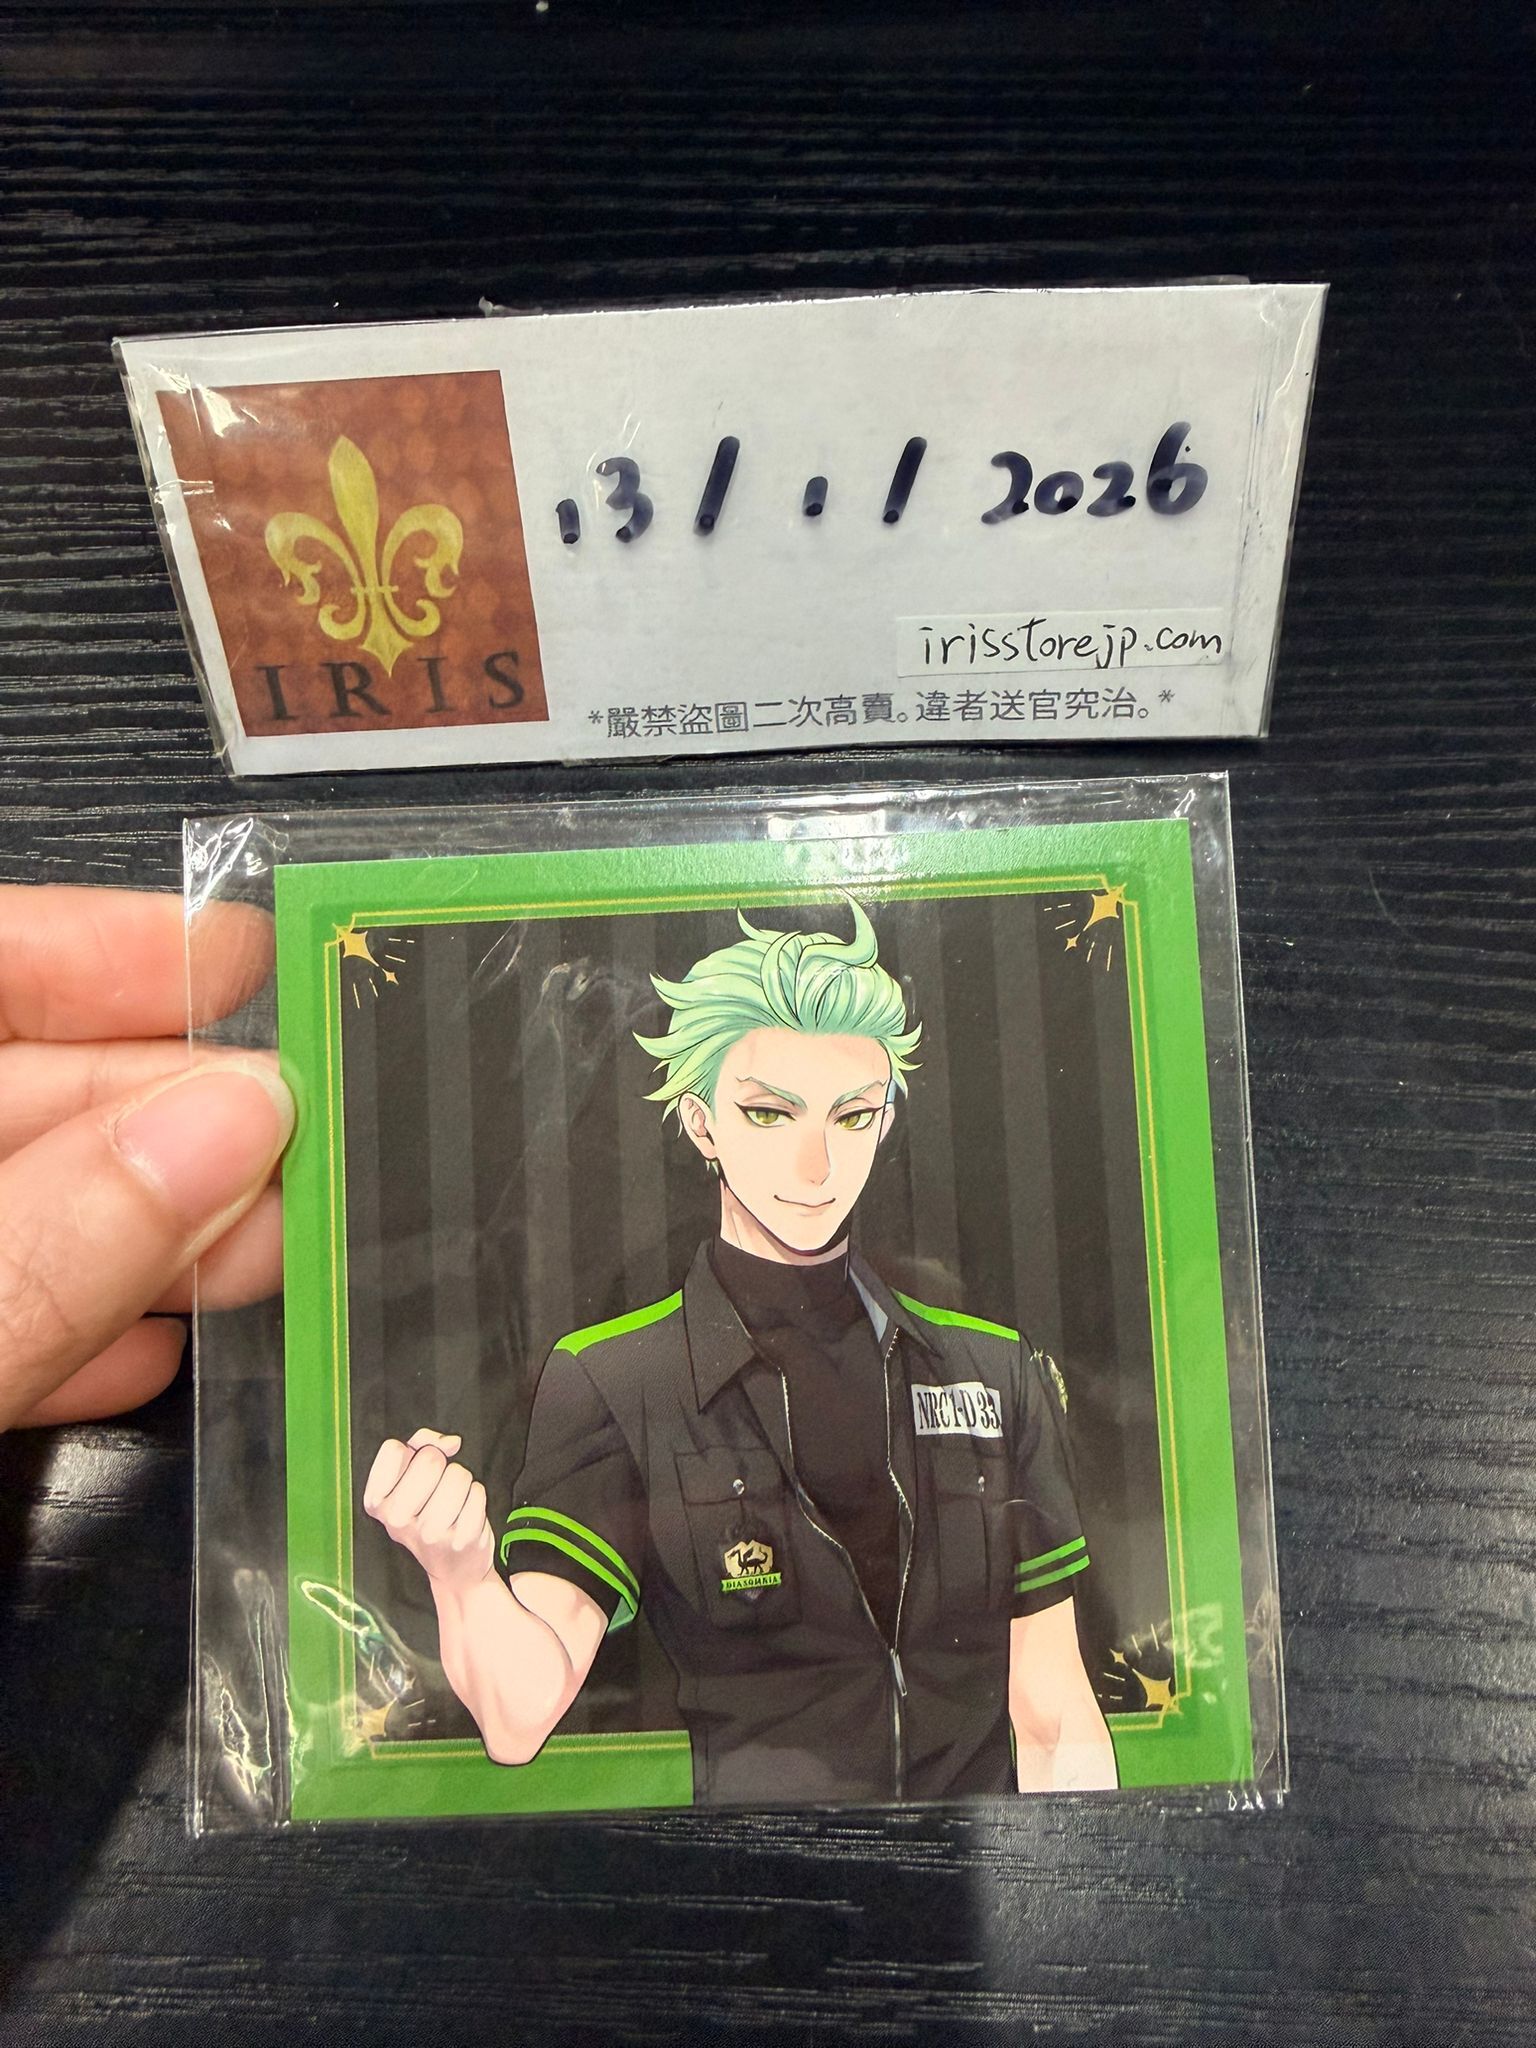 13/1/2026
IRIS
irisstorejp.com
*嚴禁盜圖二次高賣。違者送官究治。*
NRC1-D 33
DIASOMNIA